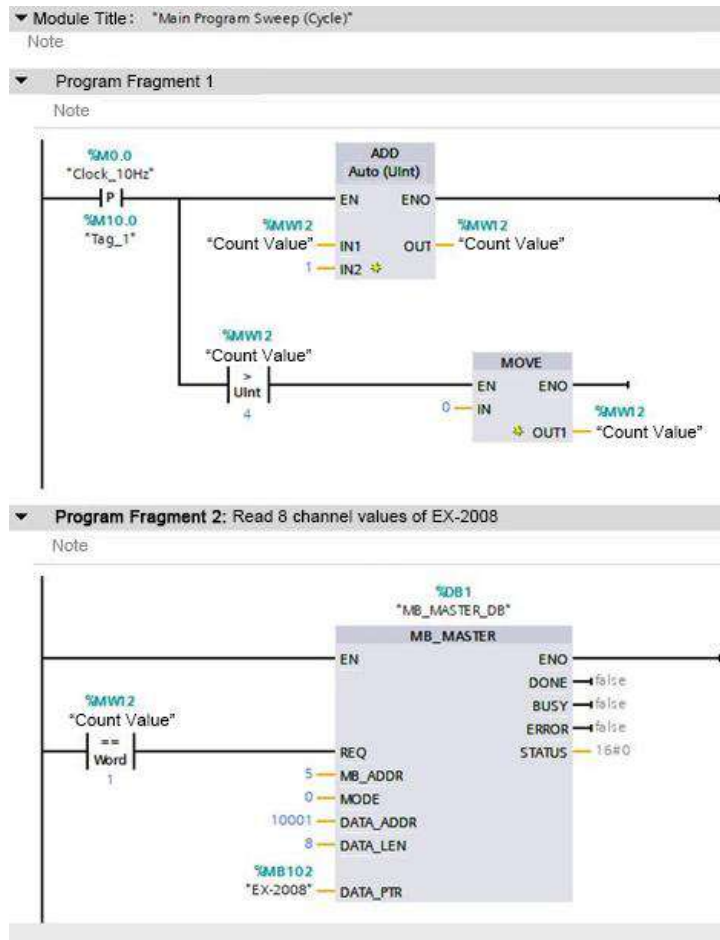 Module Title: "Main Program Sweep (Cycle)"
Note
Program Fragment 1
Note
%M0.0
"Clock_10Hz"
P
%M10.0
"Tag_1"
ADD
Auto (UInt)
EN ENO
%MW12
"Count Value" IN1
%MW12
OUT "Count Value"
1 IN2
%MW12
"Count Value"
>
UInt
4
MOVE
EN ENO
0 IN
%MW12
OUT1 "Count Value"
Program Fragment 2: Read 8 channel values of EX-2008
Note
%DB1
"MB_MASTER_DB"
MB_MASTER
EN ENO
DONE false
BUSY false
ERROR false
STATUS 16#0
%MW12
"Count Value"
==
Word
1
REQ
5 MB_ADDR
0 MODE
10001 DATA_ADDR
8 DATA_LEN
%MB102
"EX-2008" DATA_PTR